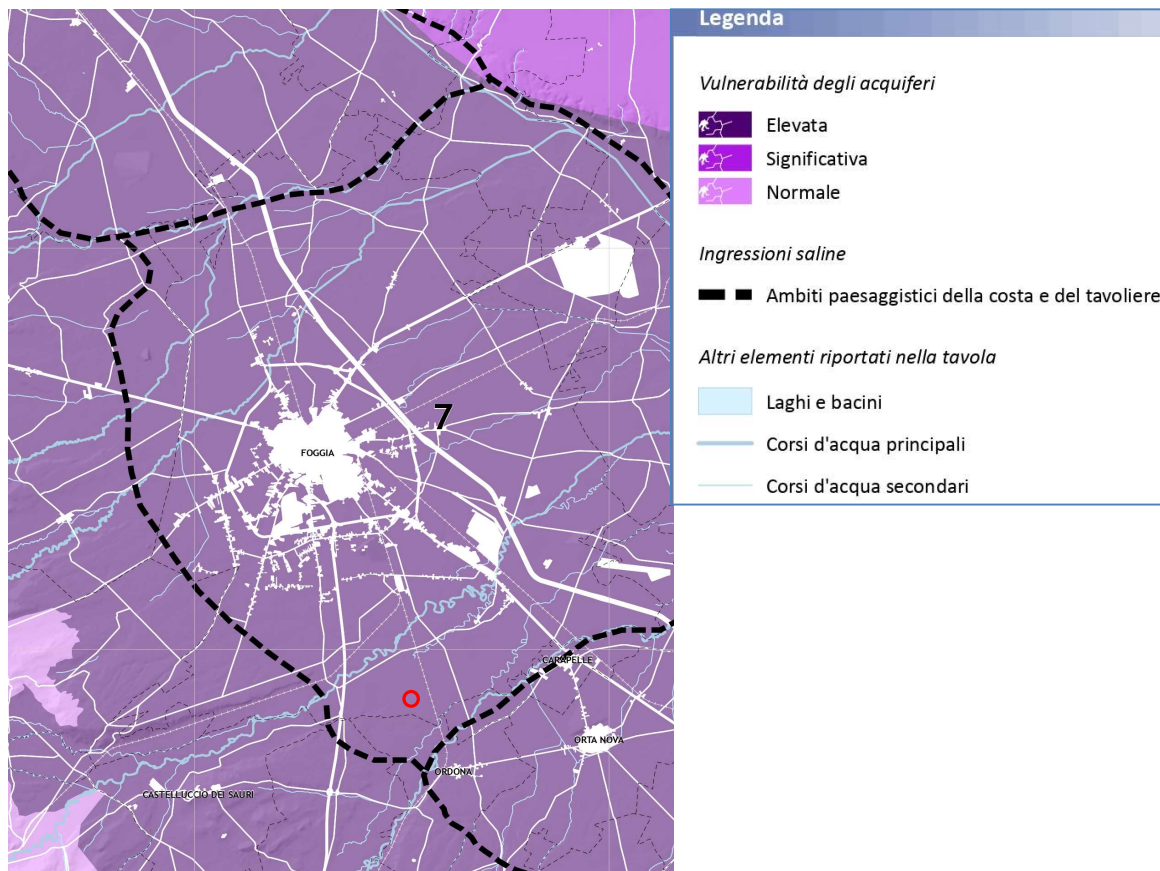 FOGGIA
7
CARAPELLE
ORTA NOVA
ORDONA
CASTELLUCCIO DEI SAURI
Legenda
Vulnerabilità degli acquiferi
Elevata
Significativa
Normale
Ingressioni saline
Ambiti paesaggistici della costa e del tavoliere
Altri elementi riportati nella tavola
Laghi e bacini
Corsi d'acqua principali
Corsi d'acqua secondari